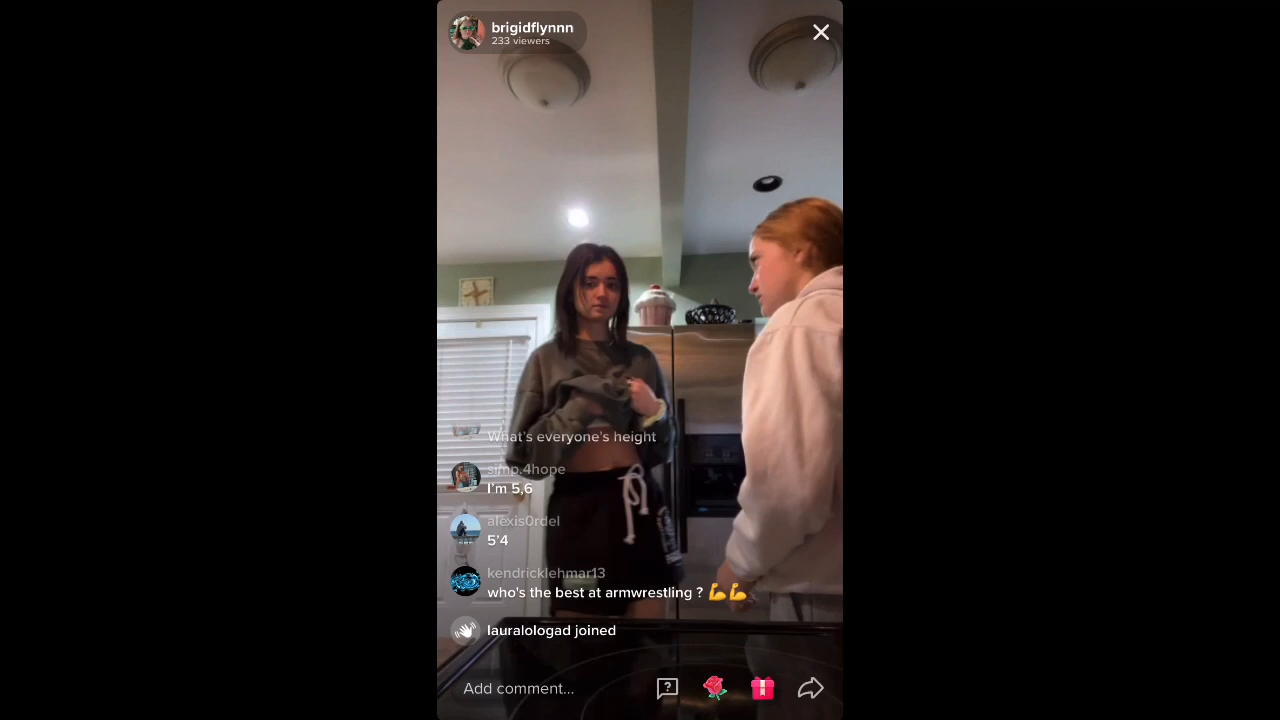 brigidflynnn
233 viewers
What's everyone's height
simp.4hope
I'm 5,6
alexis0rdel
5'4
kendricklehmar13
who's the best at armwrestling ? 💪💪
lauralologad joined
Add comment...
?